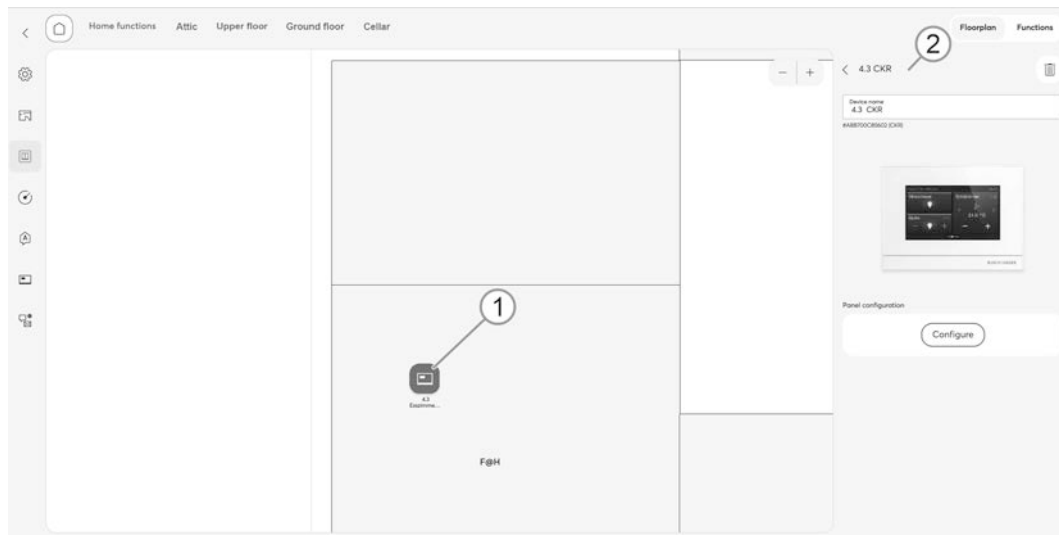 Home functions Attic Upper floor Ground floor Cellar
Floorplan Functions
2
− +
4.3 CKR
Device name
4.3 CKR
1
Panel configuration
Configure
4.3
Esszimme...
F@H